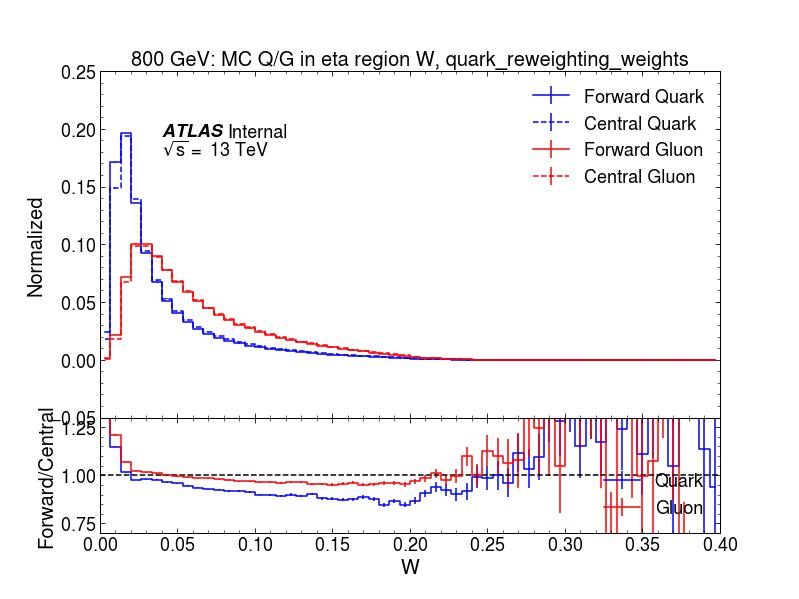 800 GeV: MC Q/G in eta region W, quark_reweighting_weights
0.25
0.20
0.15
0.10
0.05
0.00
0.05
Normalized
ATLAS Internal
√s = 13 TeV
Forward Quark
Central Quark
Forward Gluon
Central Gluon
1.25
1.00
0.75
Forward/Central
Quark
Gluon
0.00 0.05 0.10 0.15 0.20 0.25 0.30 0.35 0.40
W